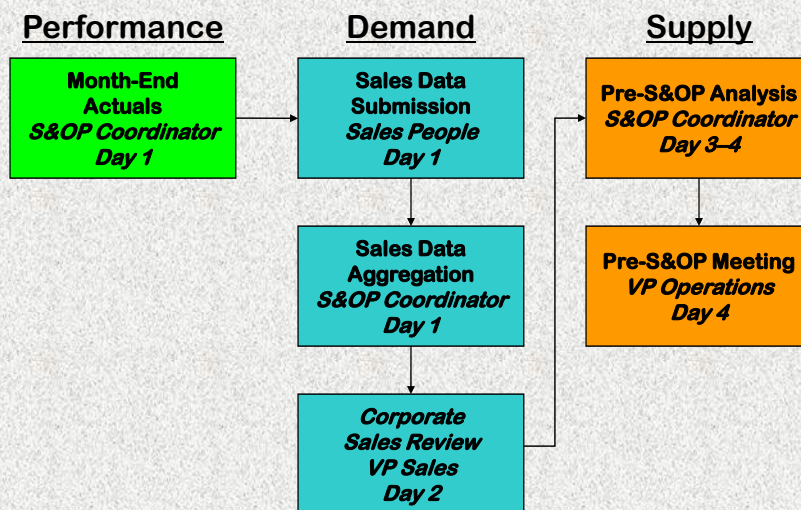 Performance
Demand
Supply
Month-End
Actuals
S&OP Coordinator
Day 1
Sales Data
Submission
Sales People
Day 1
Pre-S&OP Analysis
S&OP Coordinator
Day 3–4
Sales Data
Aggregation
S&OP Coordinator
Day 1
Pre-S&OP Meeting
VP Operations
Day 4
Corporate
Sales Review
VP Sales
Day 2